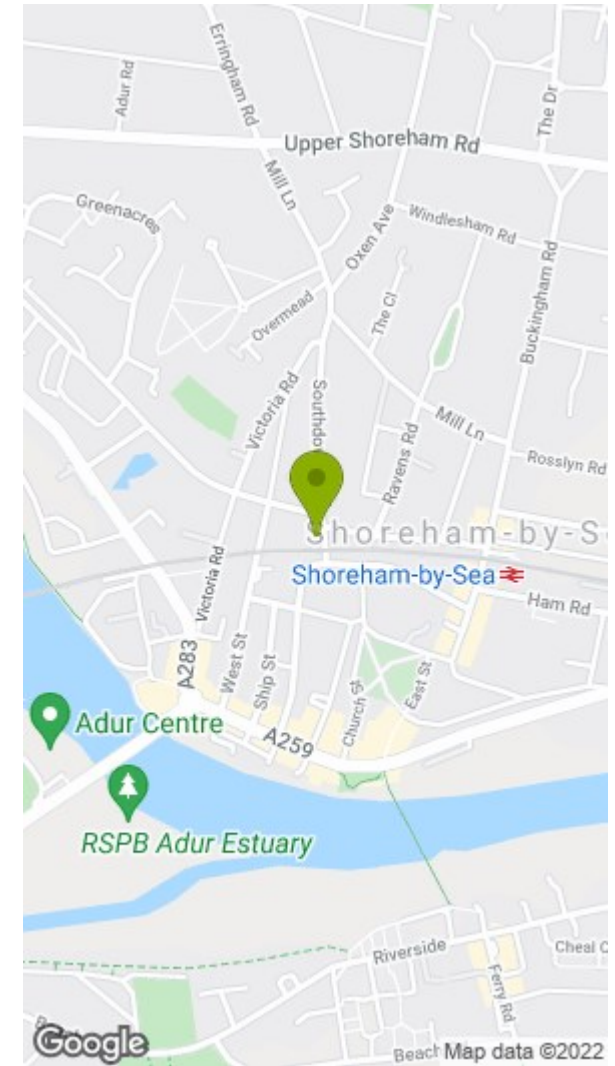 Erringham Rd
Adur Rd
The Dr
Upper Shoreham Rd
Mill Ln
Greenacres
Oxen Ave
Windlesham Rd
Overmead
The Cl
Buckingham Rd
Victoria Rd
Southdo
Mill Ln
Ravens Rd
Rosslyn Rd
Shoreham-by-S
Shoreham-by-Sea
Victoria Rd
Ham Rd
A283
West St
Ship St
Church St
East St
Adur Centre
A259
RSPB Adur Estuary
Riverside
Cheal C
Ferry Rd
Google
Beach
Map data ©2022